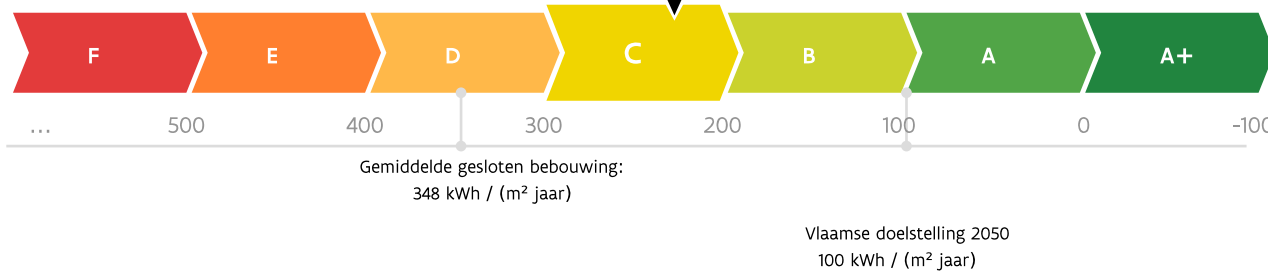 F E D C B A A+
... 500 400 300 200 100 0 -100
Gemiddelde gesloten bebouwing:
348 kWh / (m² jaar)
Vlaamse doelstelling 2050
100 kWh / (m² jaar)